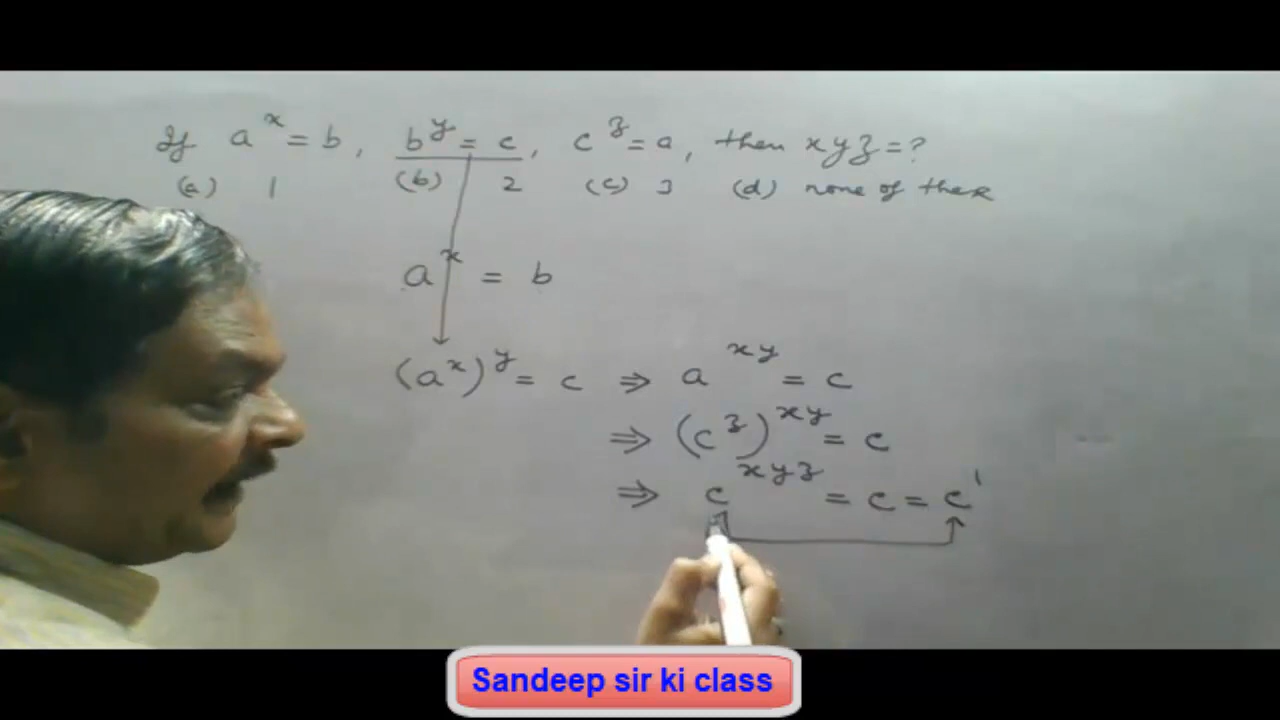 If a^x = b, b^y = c, c^z = a, then xyz = ?
(a) 1 (b) 2 (c) 3 (d) none of these
a^x = b
(a^x)^y = c ⇒ a^xy = c
⇒ (c^z)^xy = c
⇒ c^xyz = c = c^1
Sandeep sir ki class